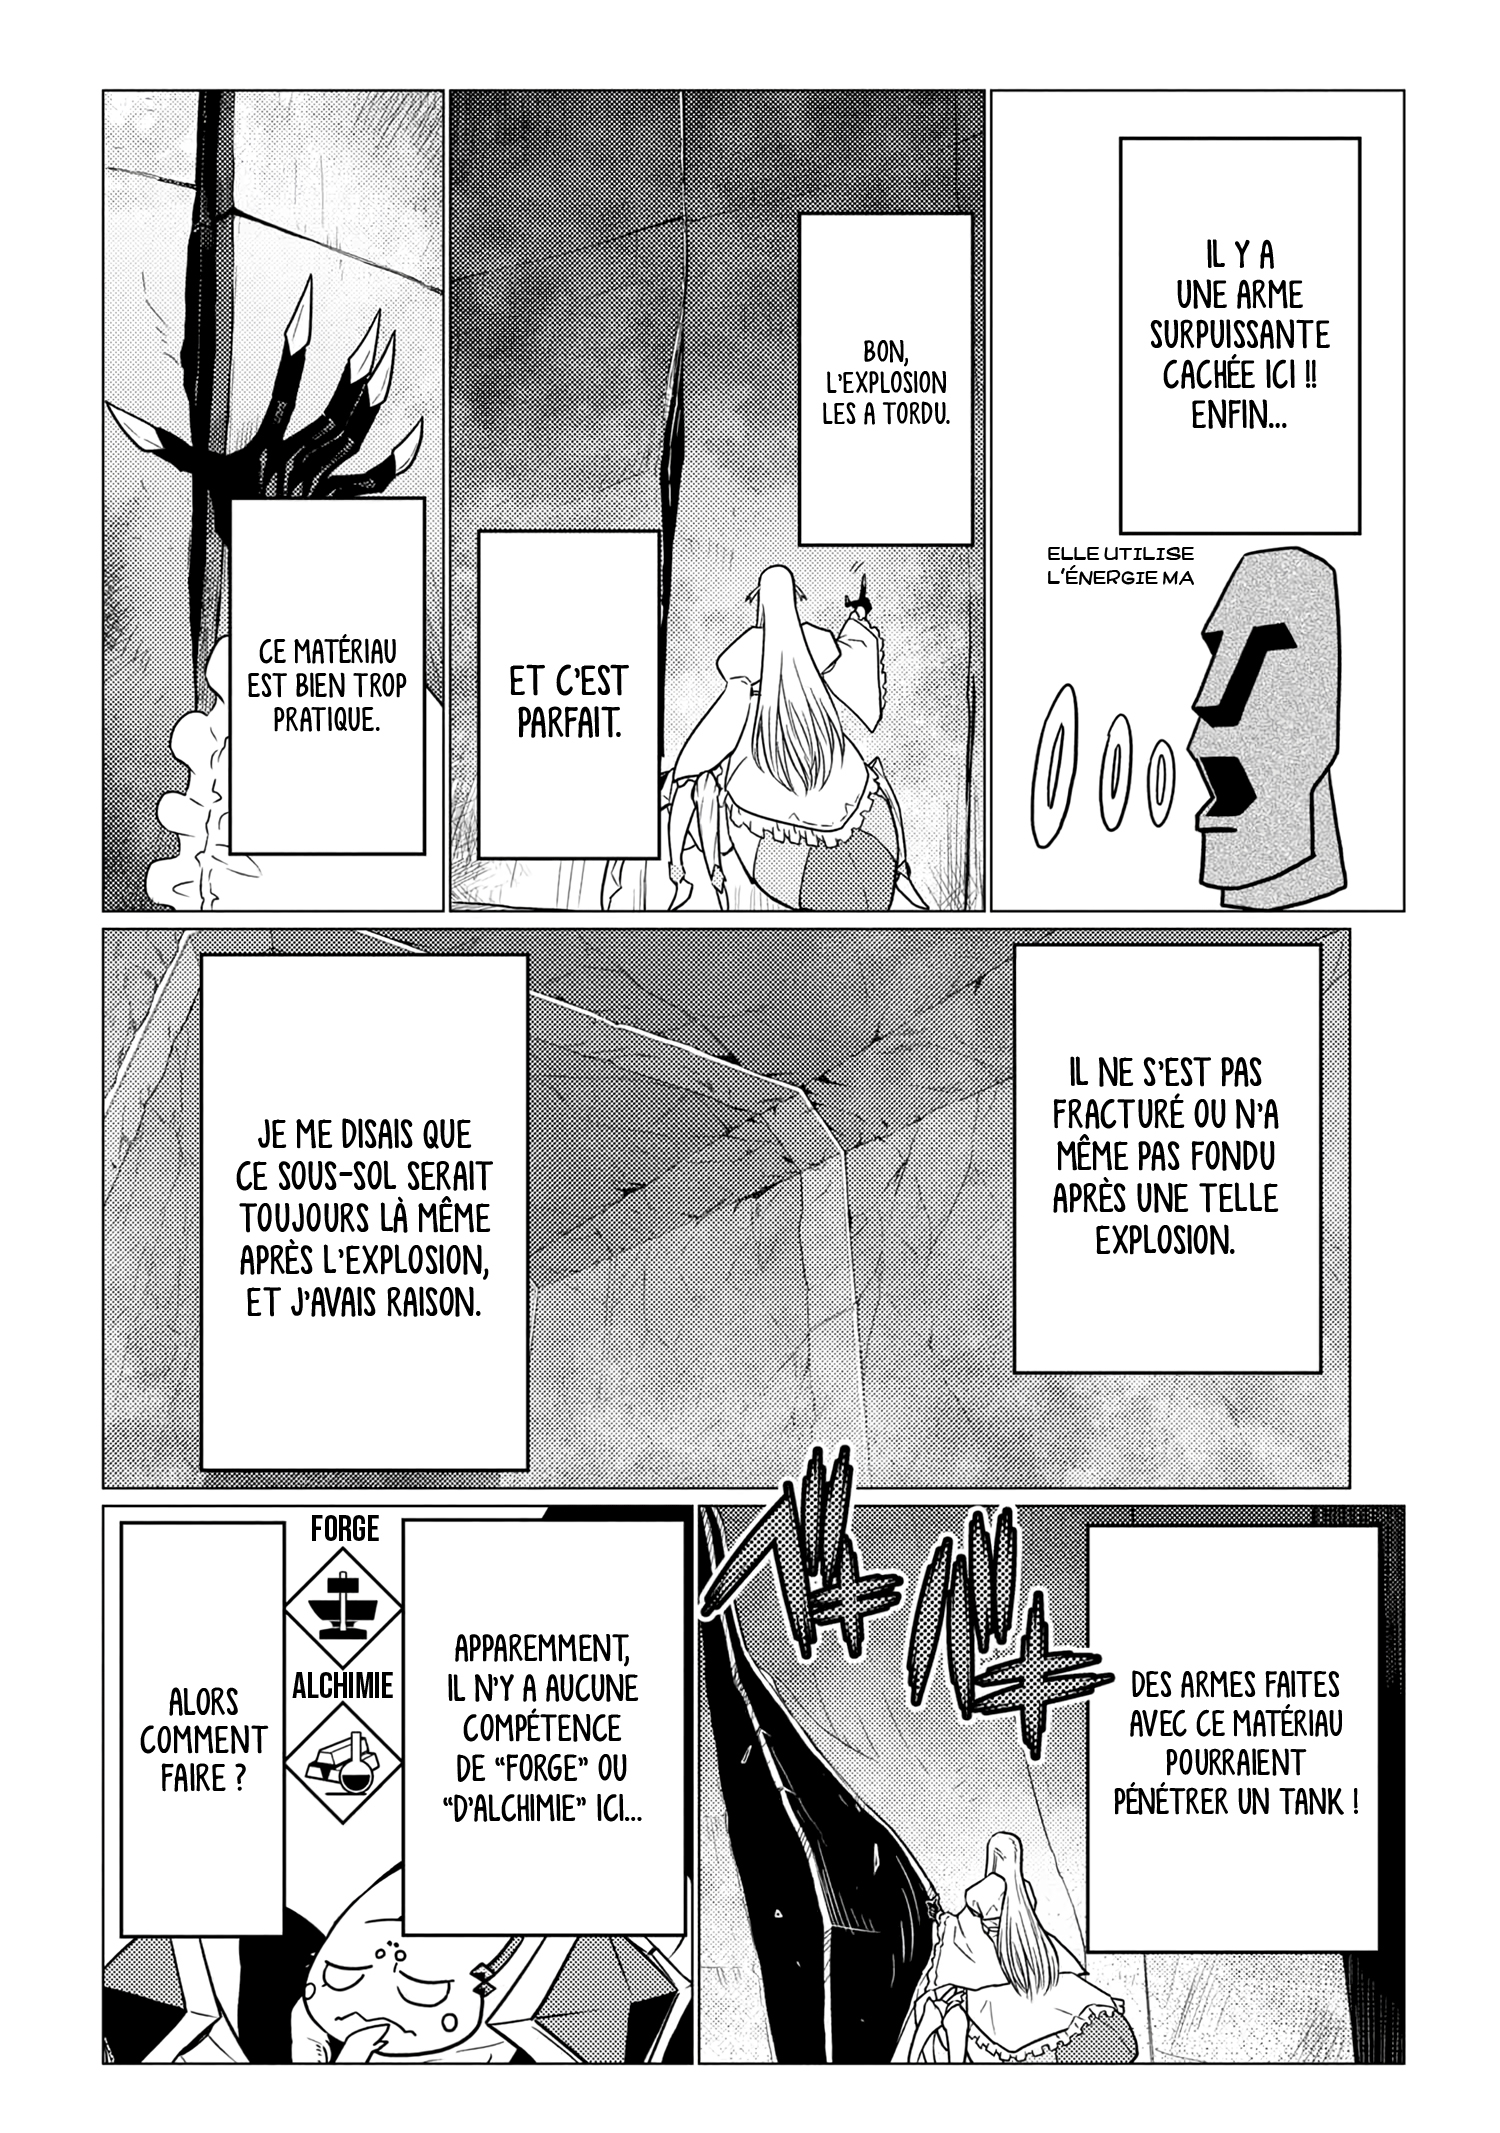 IL Y A
UNE ARME
SURPUISSANTE
CACHÉE ICI !!
ENFIN...
ELLE UTILISE
L'ÉNERGIE MA
BON,
L'EXPLOSION
LES A TORDU.
ET C'EST
PARFAIT.
CE MATÉRIAU
EST BIEN TROP
PRATIQUE.
IL NE S'EST PAS
FRACTURÉ OU N'A
MÊME PAS FONDU
APRÈS UNE TELLE
EXPLOSION.
JE ME DISAIS QUE
CE SOUS-SOL SERAIT
TOUJOURS LÀ MÊME
APRÈS L'EXPLOSION,
ET J'AVAIS RAISON.
DES ARMES FAITES
AVEC CE MATÉRIAU
POURRAIENT
PÉNÉTRER UN TANK !
ベキ
ベキ
APPAREMMENT,
IL N'Y A AUCUNE
COMPÉTENCE
DE “FORGE” OU
“D'ALCHIMIE” ICI...
FORGE
ALCHIMIE
ALORS
COMMENT
FAIRE ?